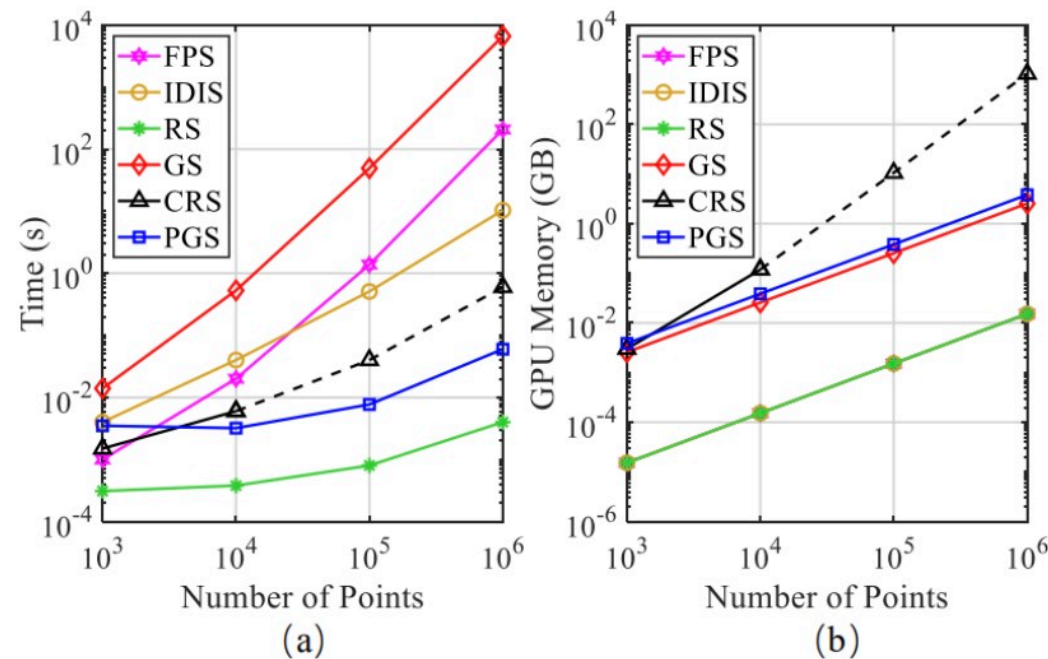 10^4
10^2
10^0
10^-2
10^-4
Time (s)
FPS
IDIS
RS
GS
CRS
PGS
10^3 10^4 10^5 10^6
Number of Points
(a)
10^4
10^2
10^0
10^-2
10^-4
10^-6
GPU Memory (GB)
FPS
IDIS
RS
GS
CRS
PGS
10^3 10^4 10^5 10^6
Number of Points
(b)